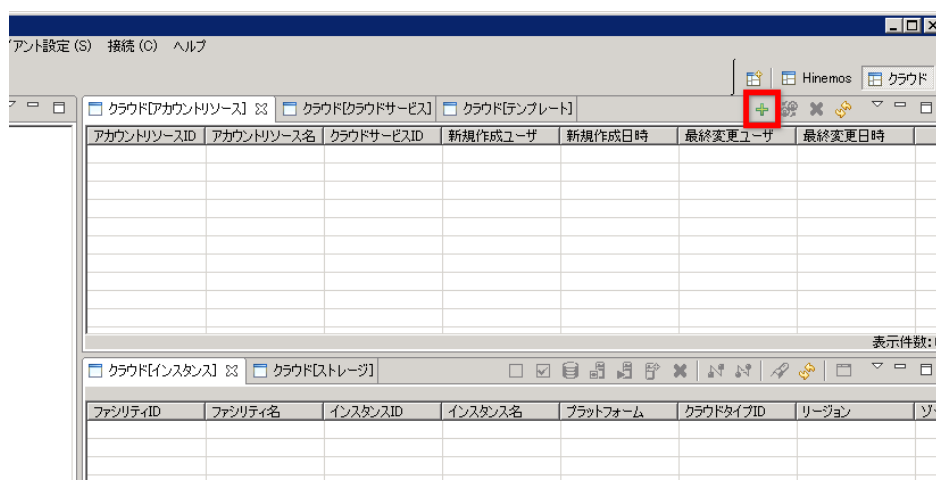 イアント設定(S) 接続(C) ヘルプ
Hinemos クラウド
クラウド[アカウントリソース] クラウド[クラウドサービス] クラウド[テンプレート]
アカウントリソースID アカウントリソース名 クラウドサービスID 新規作成ユーザ 新規作成日時 最終変更ユーザ 最終変更日時
表示件数:
クラウド[インスタンス] クラウド[ストレージ]
ファシリティID ファシリティ名 インスタンスID インスタンス名 プラットフォーム クラウドタイプID リージョン ゾ